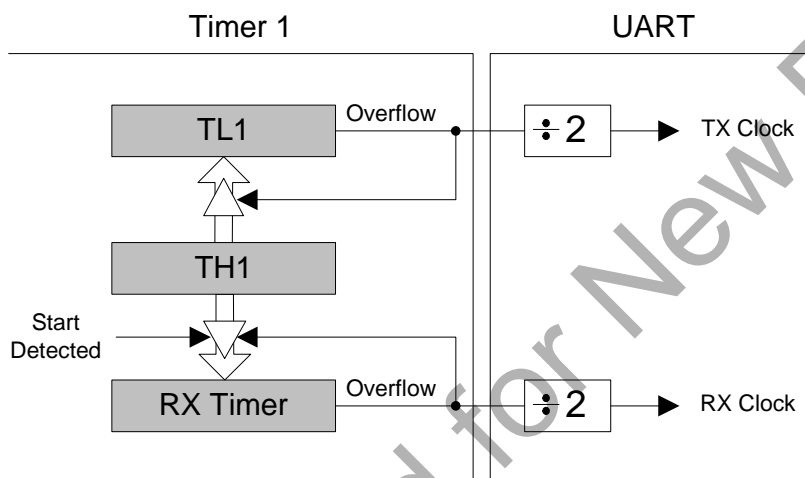 Timer 1
UART
TL1
Overflow
÷2
TX Clock
TH1
Start
Detected
RX Timer
Overflow
÷2
RX Clock
for New